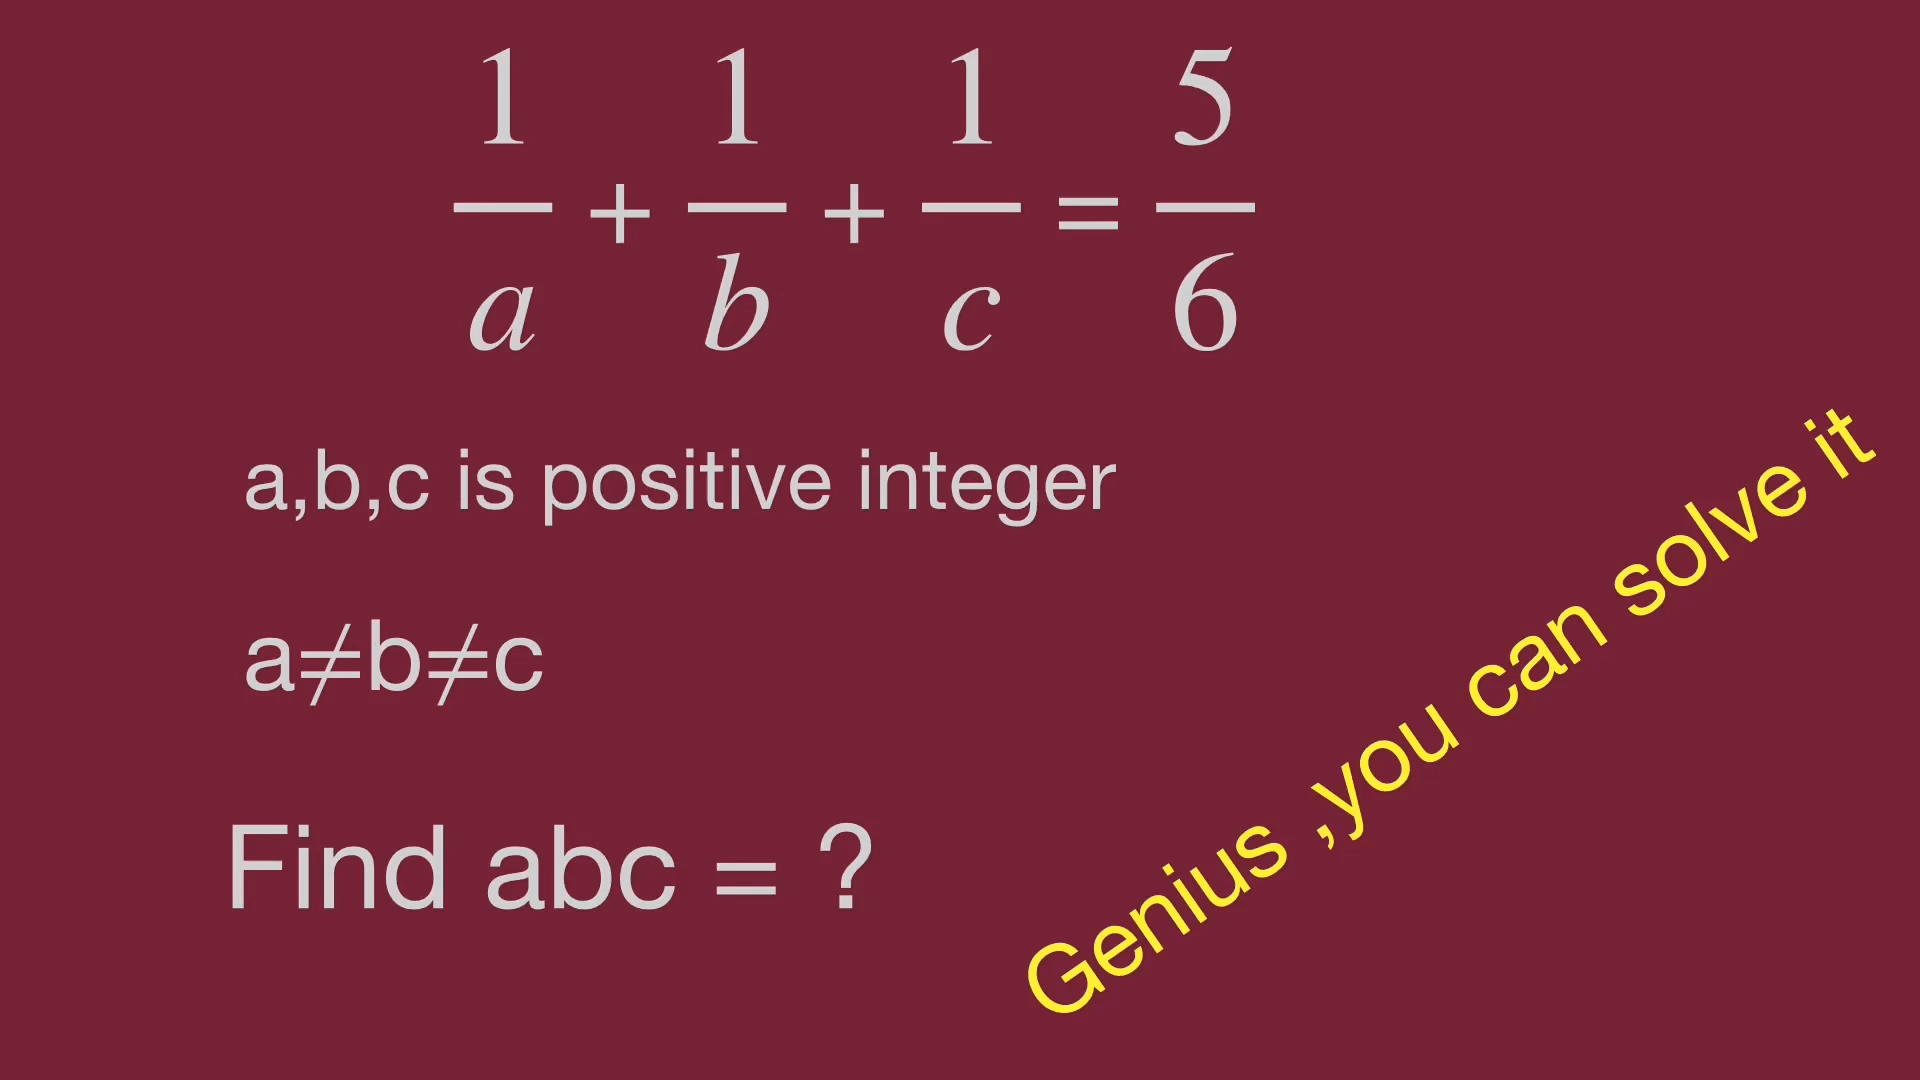 1/a + 1/b + 1/c = 5/6
a,b,c is positive integer
a≠b≠c
Find abc = ?
Genius ,you can solve it